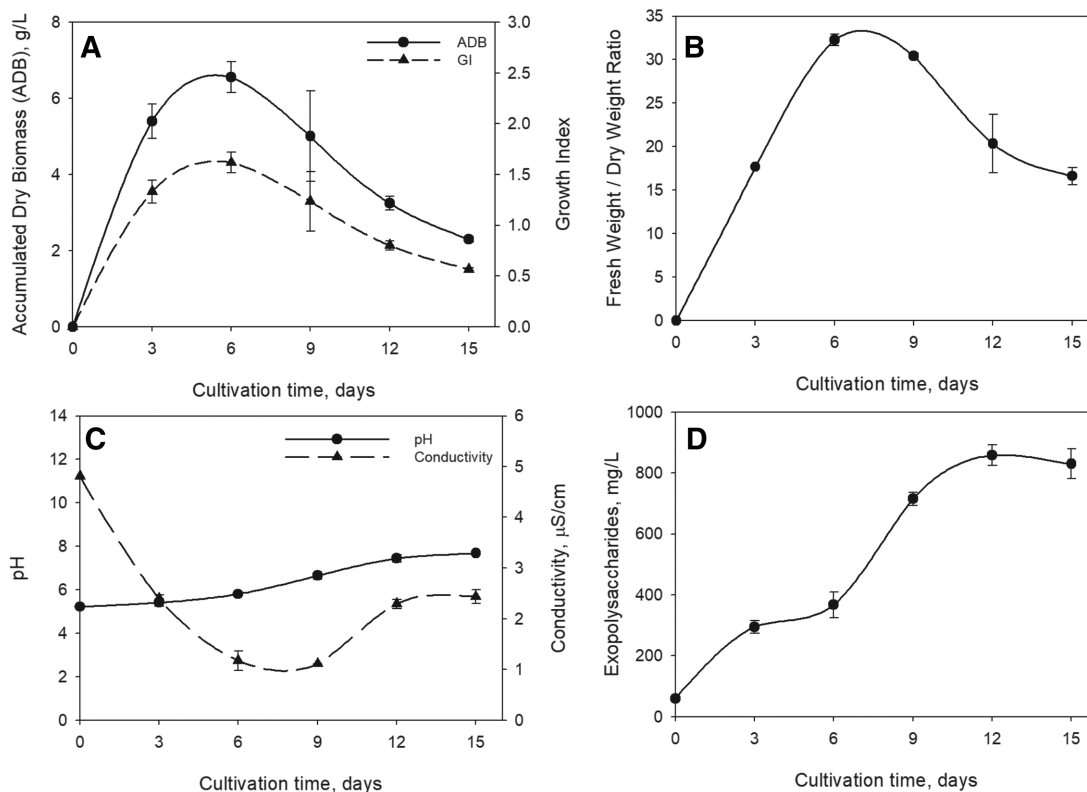 A
ADB
GI
Accumulated Dry Biomass (ADB), g/L
8
6
4
2
0
Growth Index
3.0
2.5
2.0
1.5
1.0
0.5
0.0
0 3 6 9 12 15
Cultivation time, days
B
Fresh Weight / Dry Weight Ratio
35
30
25
20
15
10
5
0
0 3 6 9 12 15
Cultivation time, days
C
pH
Conductivity
pH
14
12
10
8
6
4
2
0
Conductivity, μS/cm
6
5
4
3
2
1
0
0 3 6 9 12 15
Cultivation time, days
D
Exopolysaccharides, mg/L
1000
800
600
400
200
0
0 3 6 9 12 15
Cultivation time, days